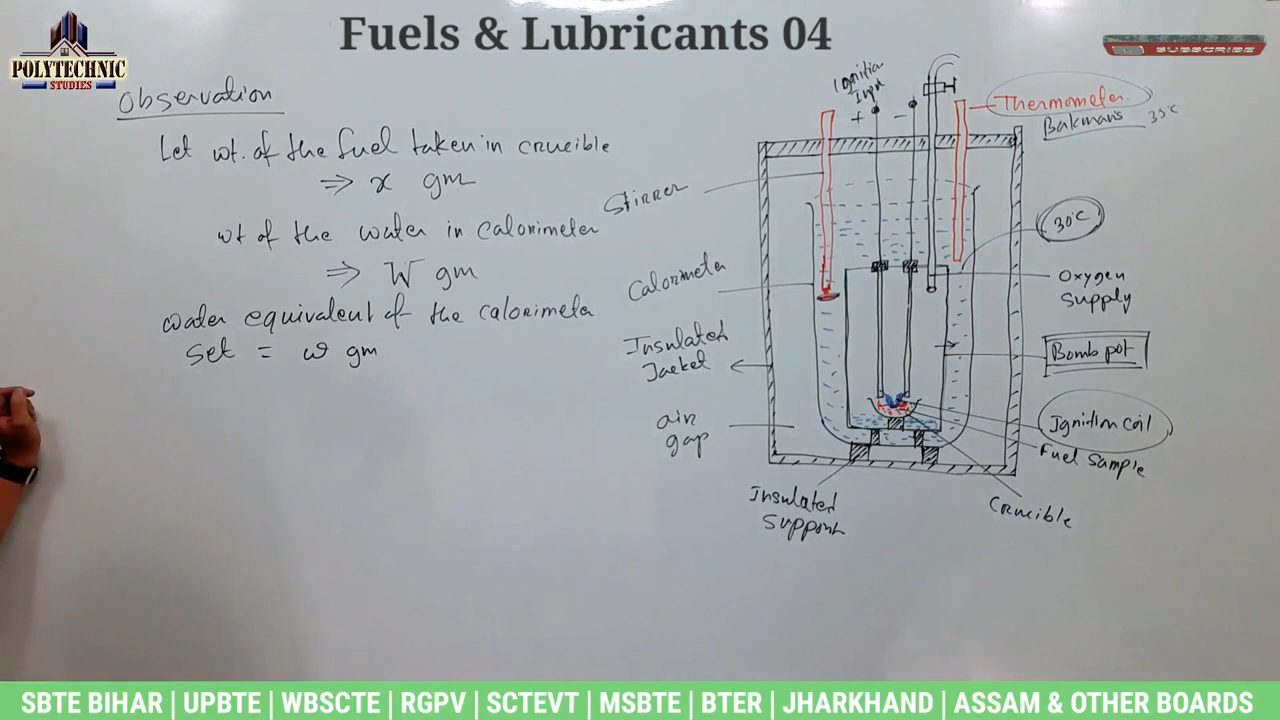 Fuels & Lubricants 04
POLYTECHNIC
STUDIES
SUBSCRIBE
Observation
Let wt. of the fuel taken in crucible
⇒ x gm
wt of the water in calorimeter
⇒ W gm
water equivalent of the calorimeter
set = w gm
Ignition
Input
+ -
Thermometer.
Bakman's 35°C
Stirrer
30°C
Calorimeter
Oxygen
Supply
Insulated
Jacket
Bomb pot
air
gap
Ignition coil
Fuel Sample
Insulated
Support
Crucible
SBTE BIHAR | UPBTE | WBSCTE | RGPV | SCTEVT | MSBTE | BTER | JHARKHAND | ASSAM & OTHER BOARDS